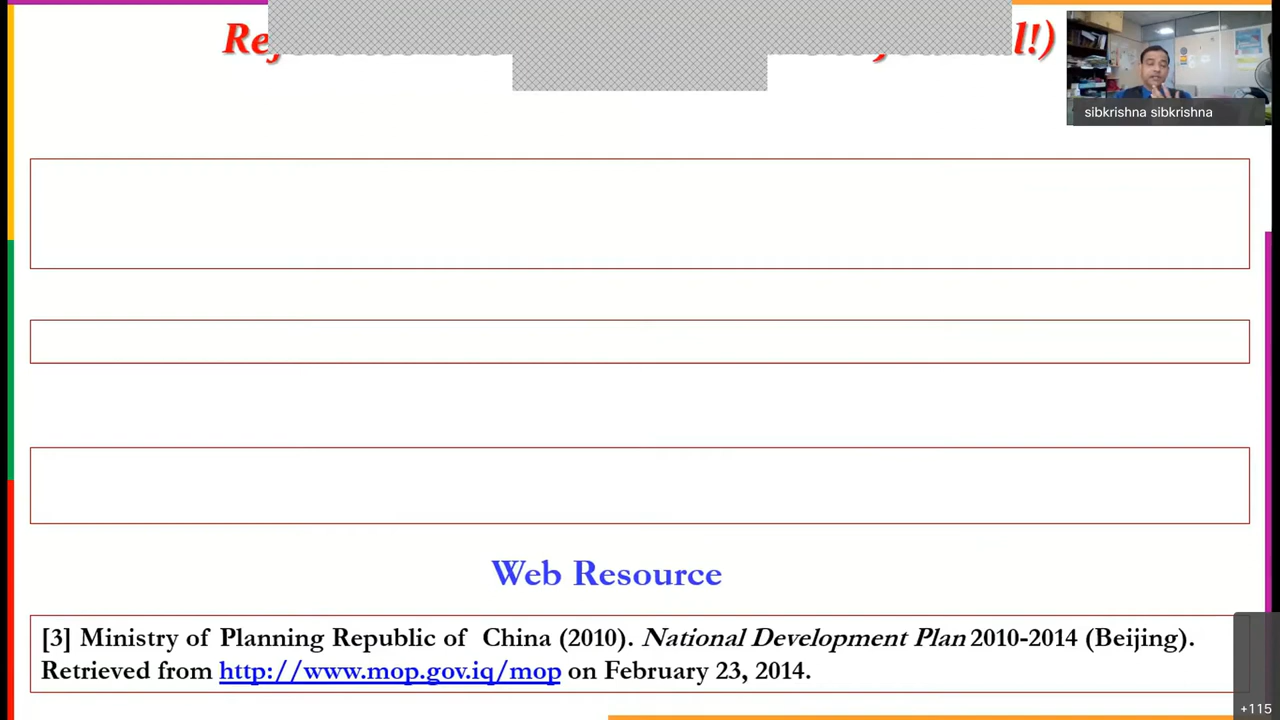 l!)
sibkrishna sibkrishna
Web Resource
[3] Ministry of Planning Republic of China (2010). National Development Plan 2010-2014 (Beijing).
Retrieved from http://www.mop.gov.iq/mop on February 23, 2014.
+115